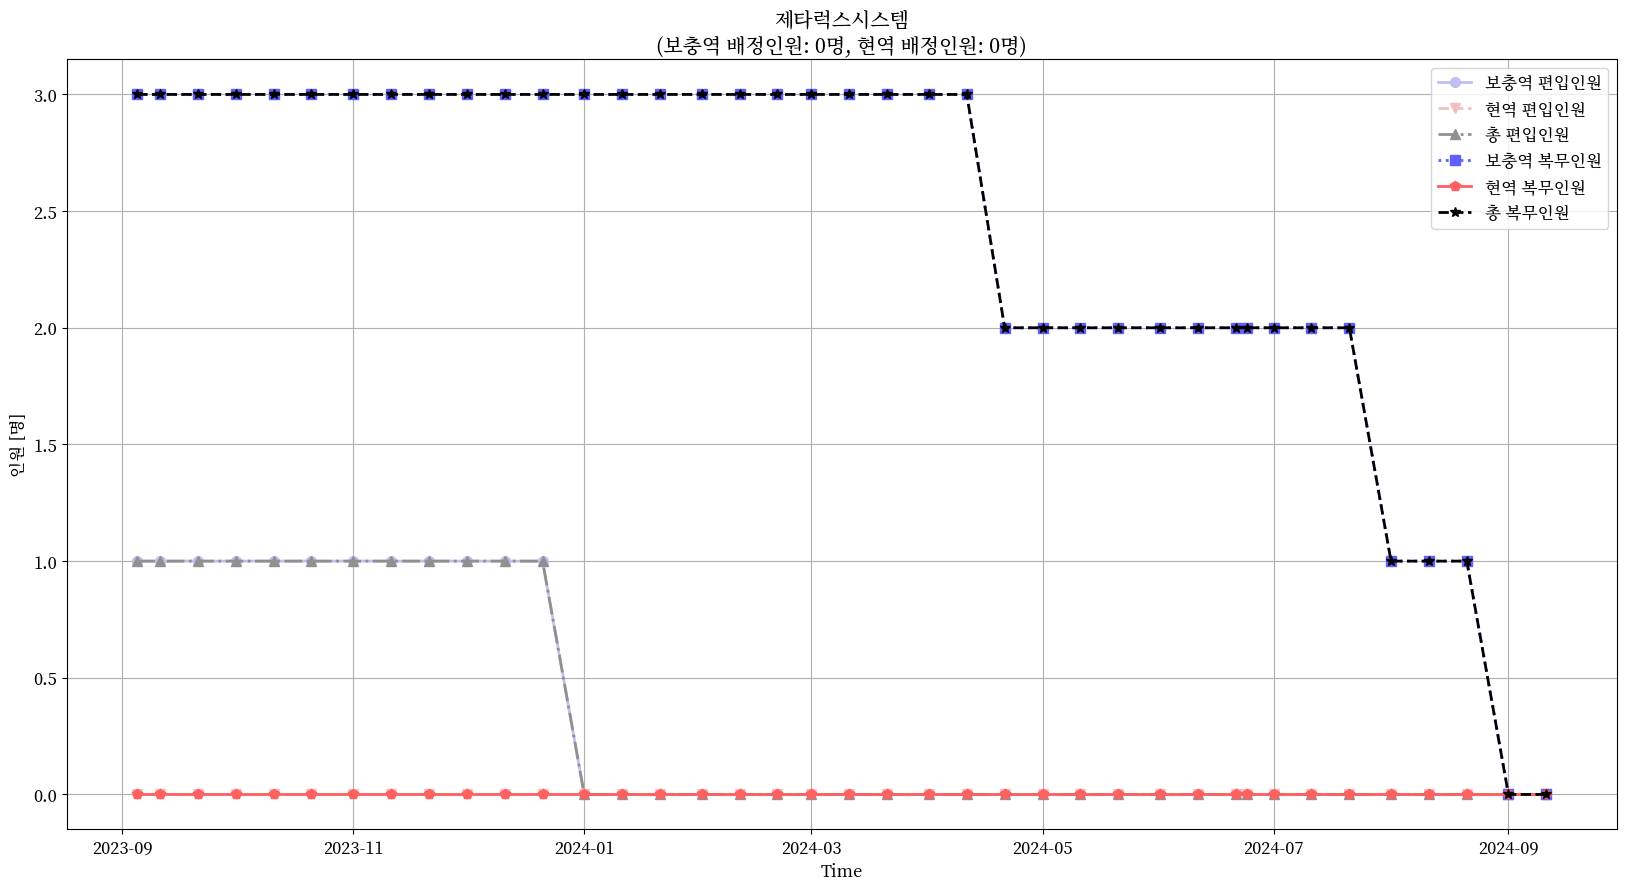 제타럭스시스템
(보충역 배정인원: 0명, 현역 배정인원: 0명)
보충역 편입인원
현역 편입인원
총 편입인원
보충역 복무인원
현역 복무인원
총 복무인원
인원 [명]
3.0
2.5
2.0
1.5
1.0
0.5
0.0
2023-09
2023-11
2024-01
2024-03
2024-05
2024-07
2024-09
Time